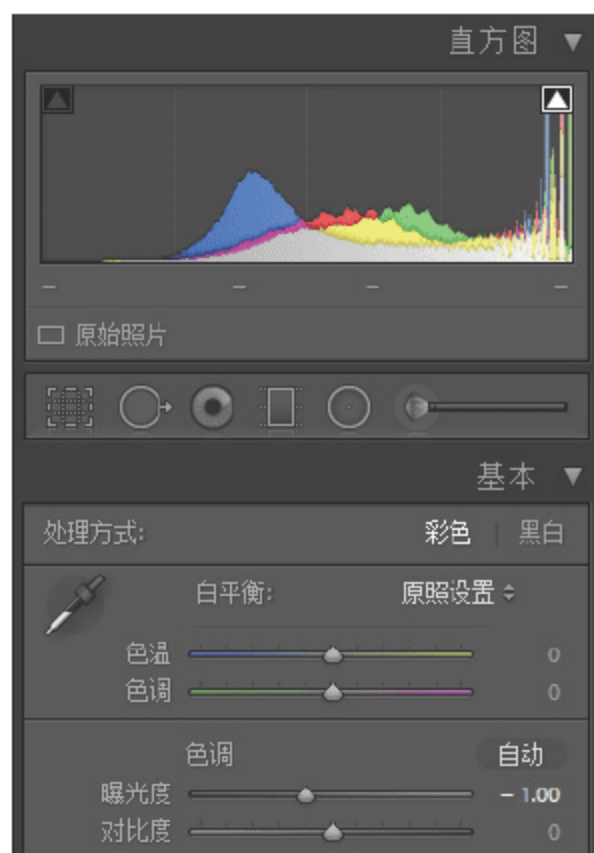 直方图
原始照片
基本
处理方式: 彩色 | 黑白
白平衡: 原照设置
色温 0
色调 0
色调 自动
曝光度 - 1.00
对比度 0